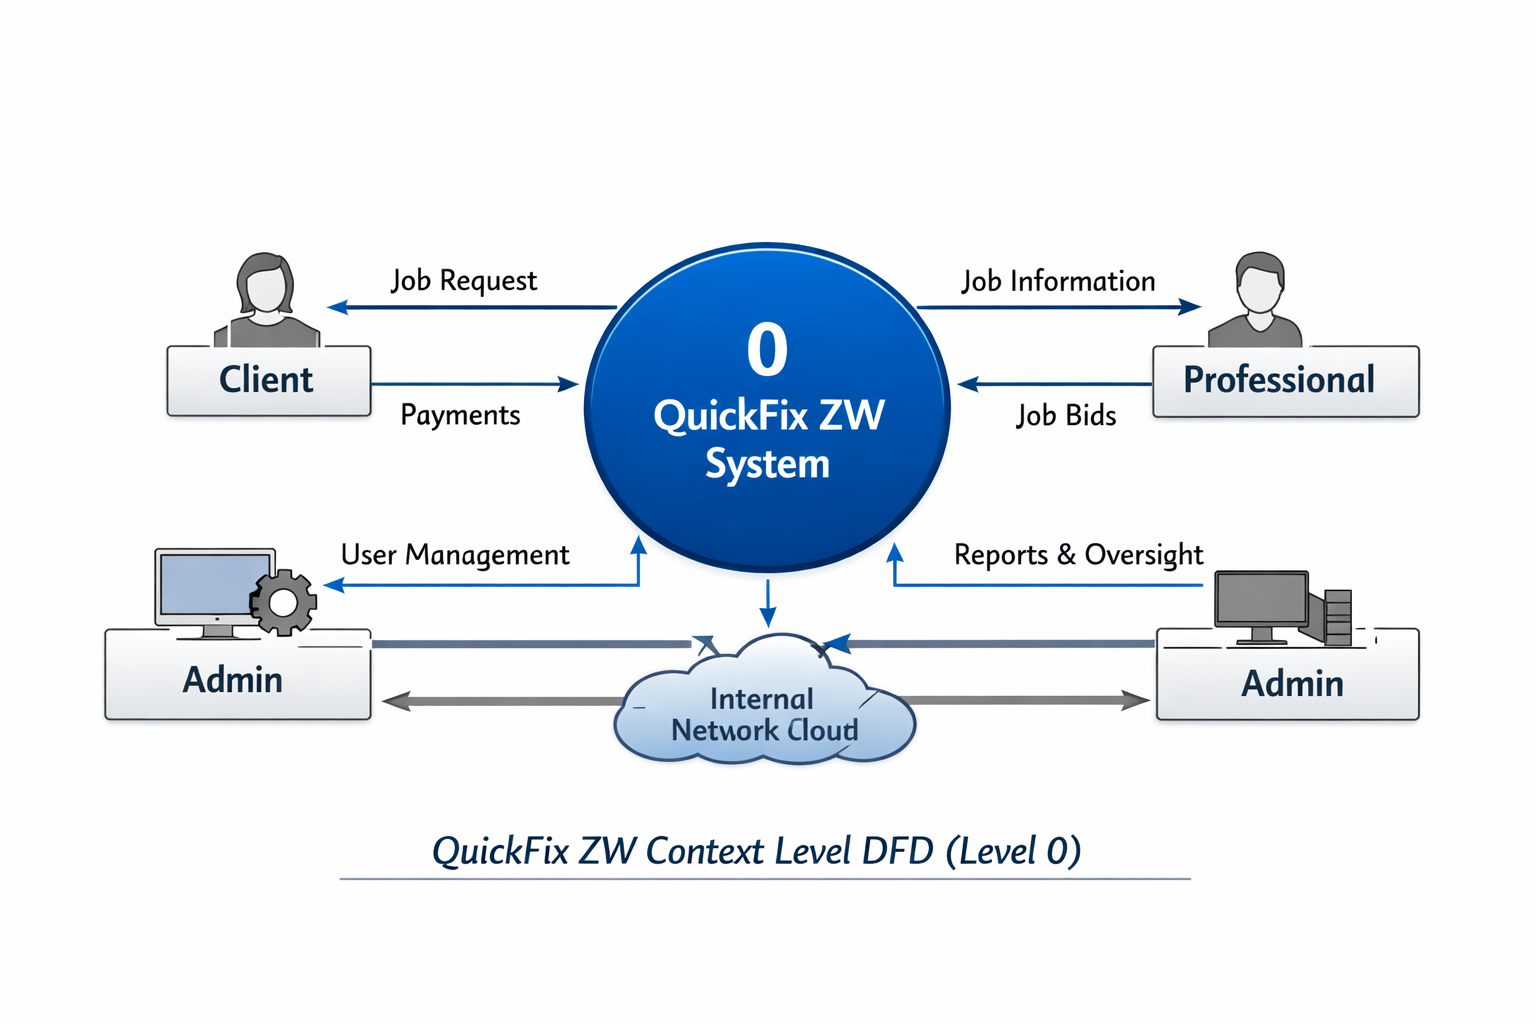 Job Request
Job Information
0
QuickFix ZW
System
Client
Professional
Payments
Job Bids
User Management
Reports & Oversight
Admin
Internal
Network Cloud
Admin
QuickFix ZW Context Level DFD (Level 0)